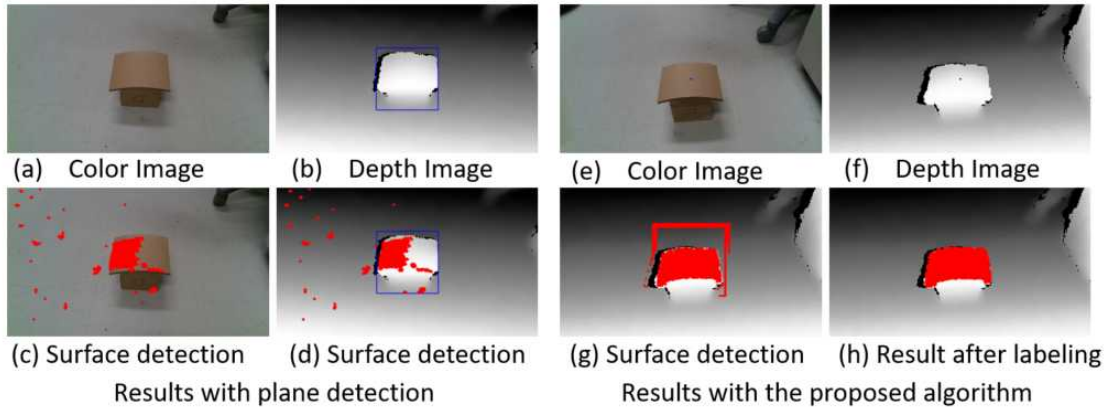 (a) Color Image (b) Depth Image (e) Color Image (f) Depth Image
(c) Surface detection (d) Surface detection (g) Surface detection (h) Result after labeling
Results with plane detection Results with the proposed algorithm